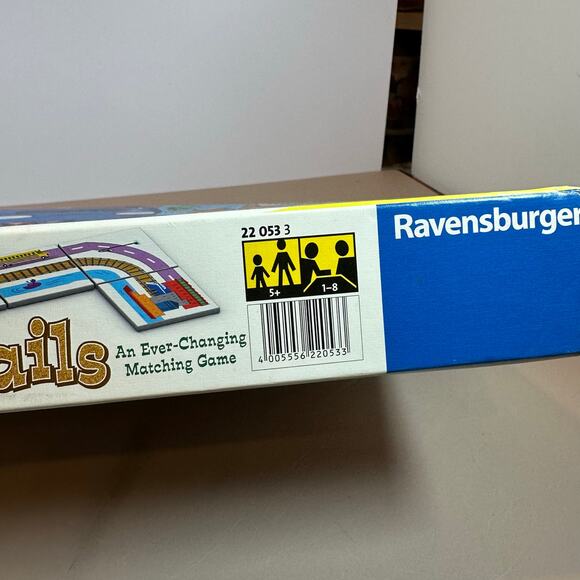 22 053 3
Ravensburger
5+ 1-8
ails
An Ever-Changing
Matching Game
4 005556 220533